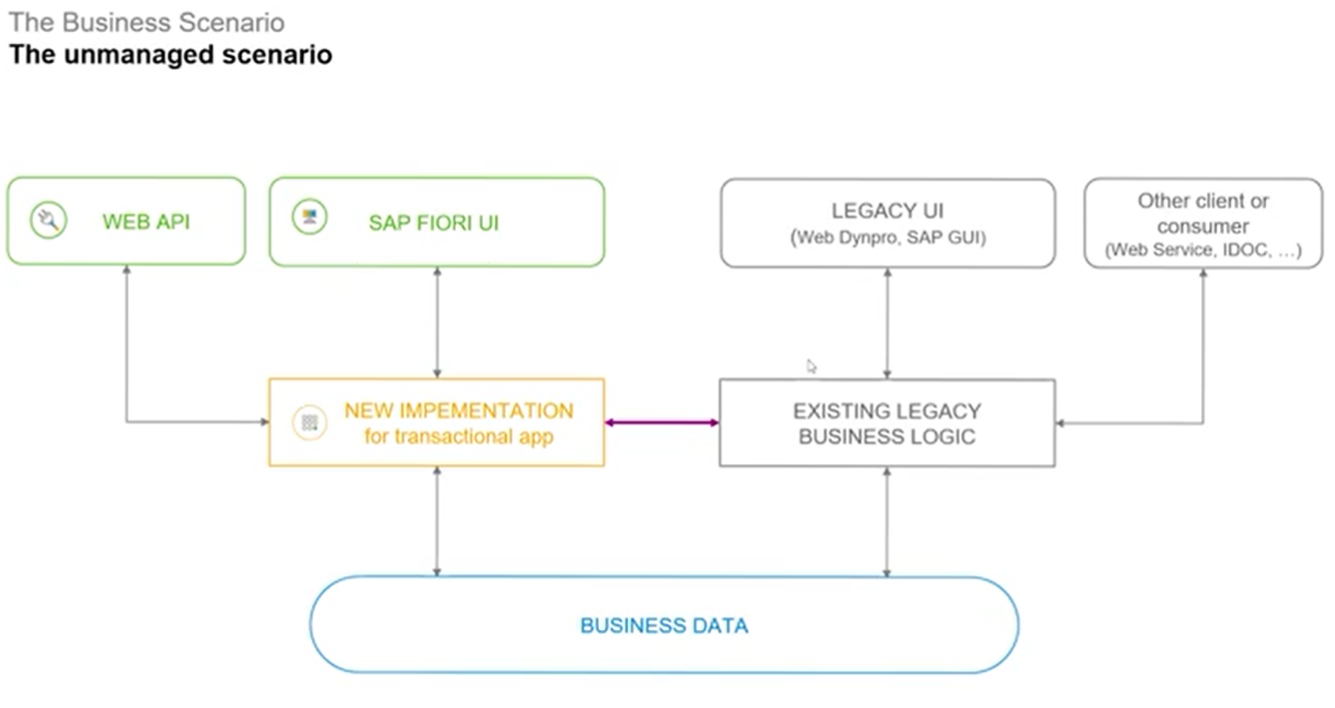 The Business Scenario
The unmanaged scenario
WEB API
SAP FIORI UI
LEGACY UI
(Web Dynpro, SAP GUI)
Other client or
consumer
(Web Service, IDOC, ...)
NEW IMPEMENTATION
for transactional app
EXISTING LEGACY
BUSINESS LOGIC
BUSINESS DATA